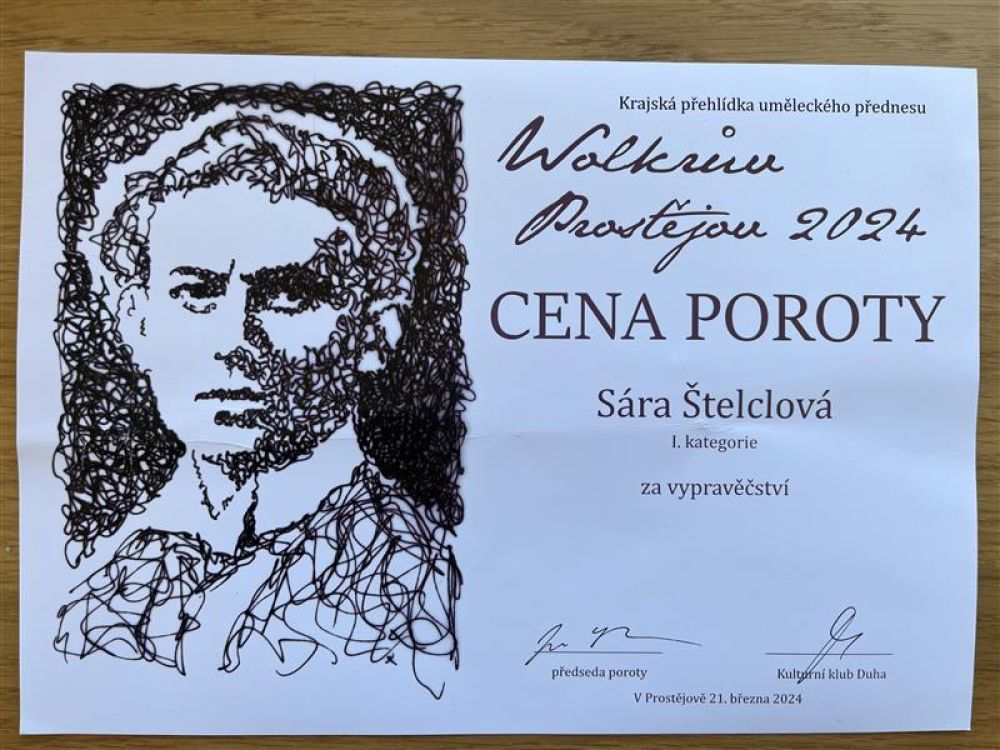 Krajská přehlídka uměleckého přednesu
Wolkrův
Prostějov 2024
CENA POROTY
Sára Štelclová
I. kategorie
za vypravěčství
předseda poroty
Kulturní klub Duha
V Prostějově 21. března 2024